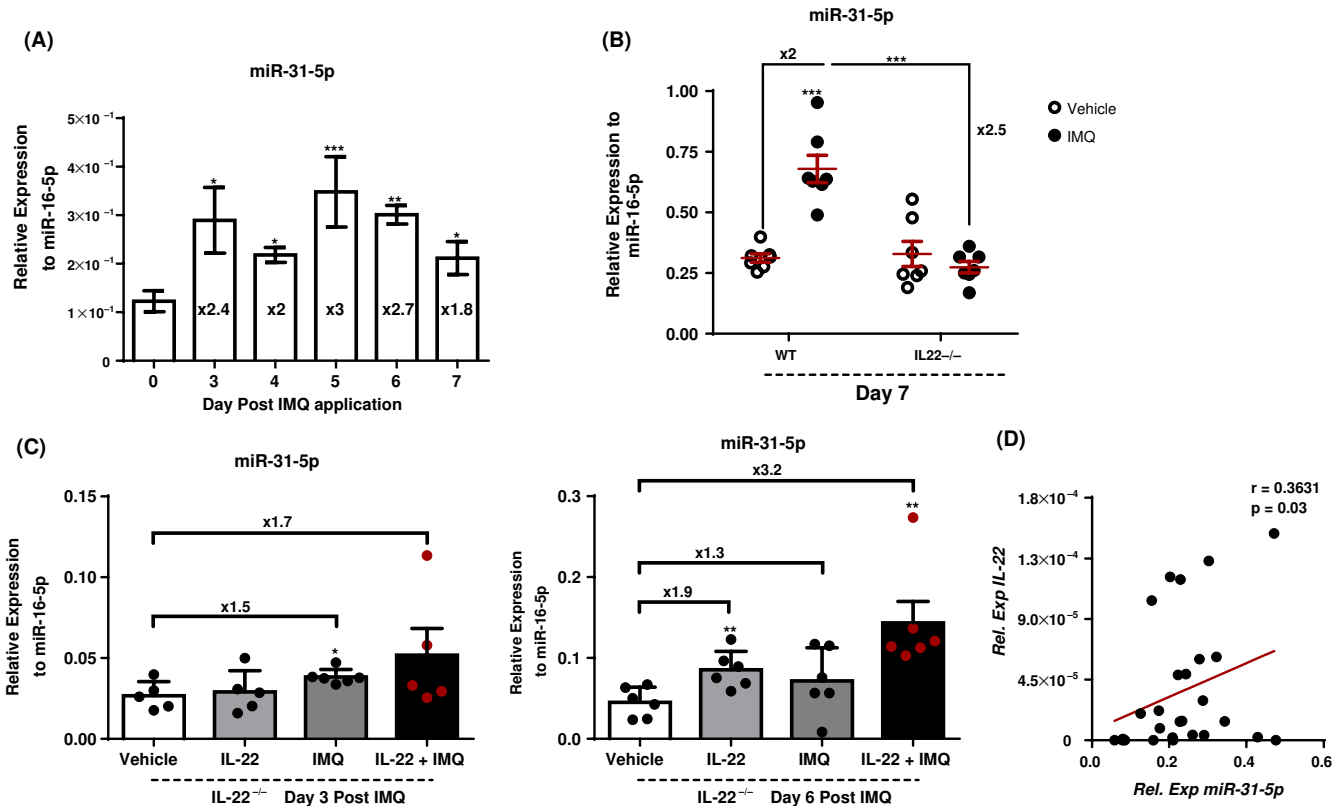 (A)
miR-31-5p
Relative Expression
to miR-16-5p
5×10⁻¹
4×10⁻¹
3×10⁻¹
2×10⁻¹
1×10⁻¹
0
*
*
***
**
*
x2.4
x2
x3
x2.7
x1.8
0 3 4 5 6 7
Day Post IMQ application
(B)
miR-31-5p
x2
***
***
x2.5
Vehicle
IMQ
Relative Expression to
miR-16-5p
1.00
0.75
0.50
0.25
0.00
WT
IL22–/–
Day 7
(C)
miR-31-5p
Relative Expression
to miR-16-5p
0.15
0.10
0.05
0.00
x1.7
x1.5
*
Vehicle IL-22 IMQ IL-22 + IMQ
IL-22⁻/⁻ Day 3 Post IMQ
miR-31-5p
Relative Expression
to miR-16-5p
0.3
0.2
0.1
0.0
x3.2
**
x1.3
x1.9
**
Vehicle IL-22 IMQ IL-22 + IMQ
IL-22⁻/⁻ Day 6 Post IMQ
(D)
r = 0.3631
p = 0.03
Rel. Exp IL-22
1.8×10⁻⁴
1.3×10⁻⁴
9.0×10⁻⁵
4.5×10⁻⁵
0
0.0 0.2 0.4 0.6
Rel. Exp miR-31-5p